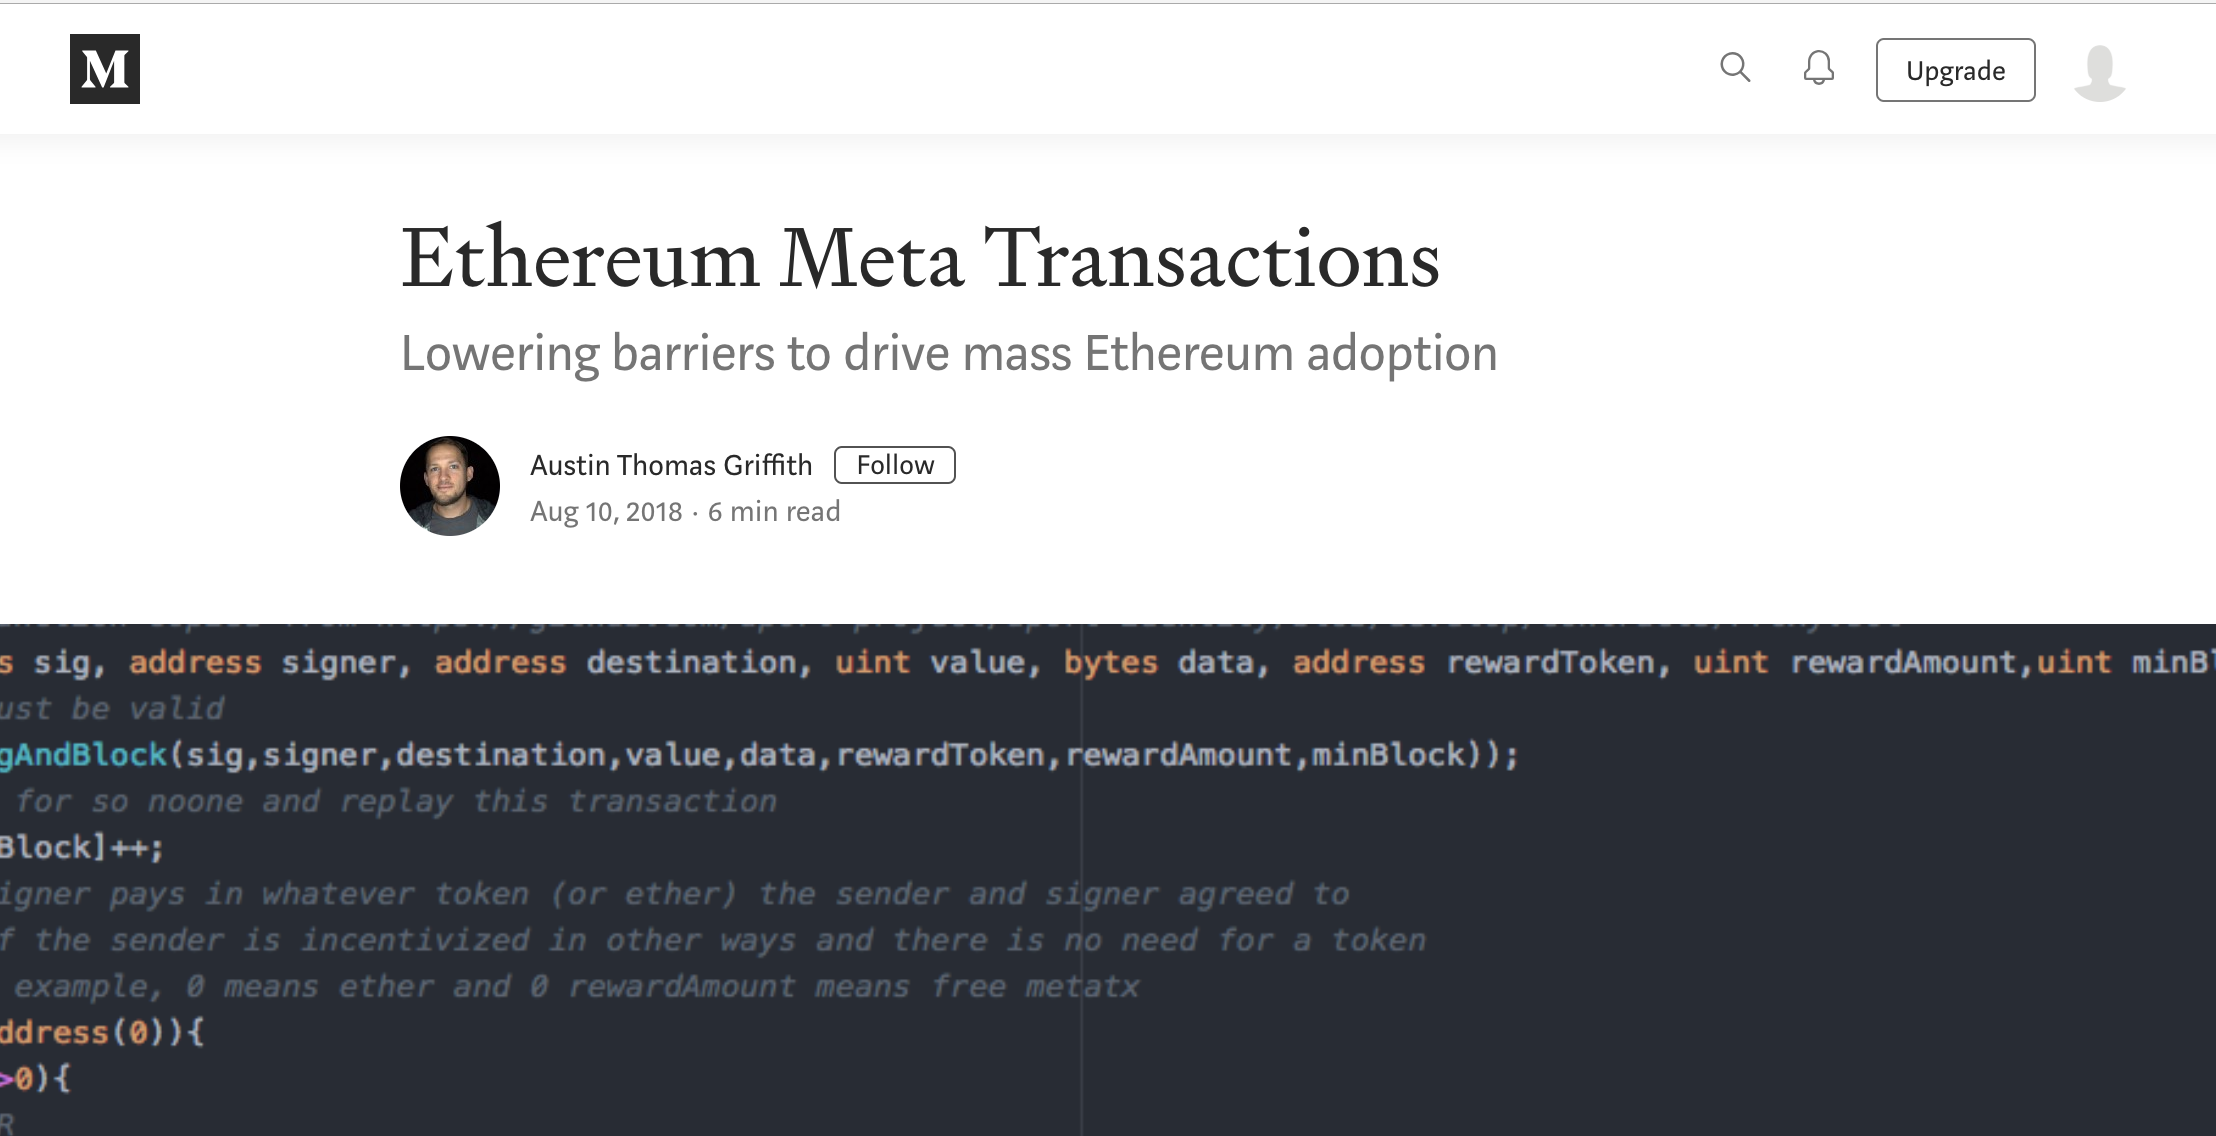 M
Upgrade
Ethereum Meta Transactions
Lowering barriers to drive mass Ethereum adoption
Austin Thomas Griffith Follow
Aug 10, 2018 · 6 min read
s sig, address signer, address destination, uint value, bytes data, address rewardToken, uint rewardAmount,uint minBl
ust be valid
gAndBlock(sig,signer,destination,value,data,rewardToken,rewardAmount,minBlock));
for so noone and replay this transaction
Block]++;
igner pays in whatever token (or ether) the sender and signer agreed to
f the sender is incentivized in other ways and there is no need for a token
example, 0 means ether and 0 rewardAmount means free metatx
ddress(0)){
>0){
R